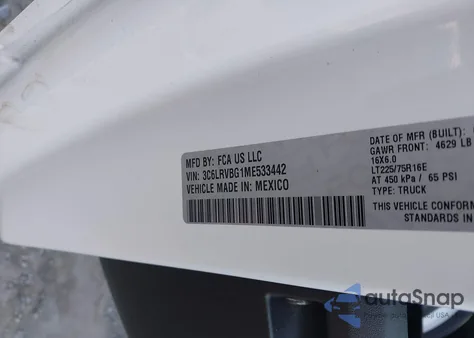 MFD BY: FCA US LLC
VIN: 3C6LRVBG1ME533442
VEHICLE MADE IN: MEXICO
DATE OF MFR (BUILT):
GAWR FRONT: 4629 LB
16X6.0
LT225/75R16E
AT 450 kPa / 65 PSI
TYPE: TRUCK
THIS VEHICLE CONFORM
STANDARDS IN
autoSnap